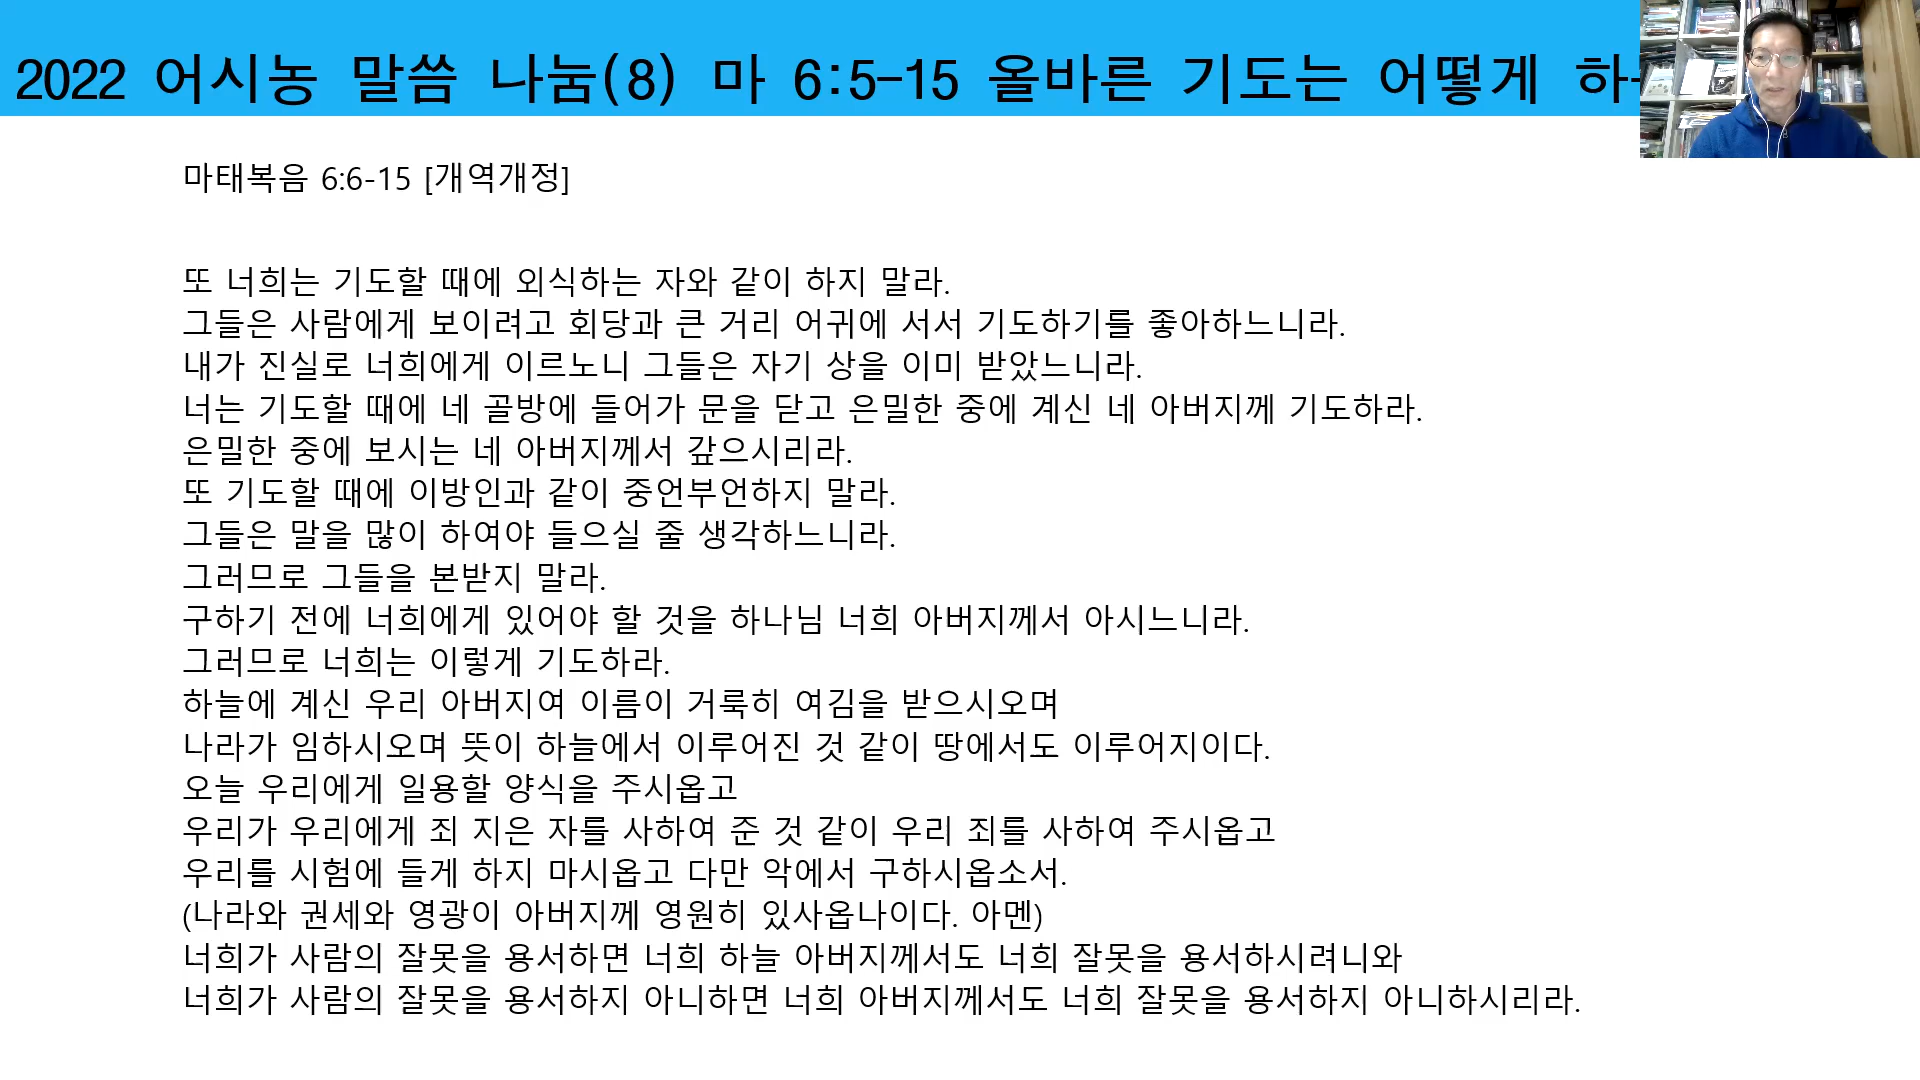 2022 어시농 말씀 나눔(8) 마 6:5-15 올바른 기도는 어떻게
마태복음 6:6-15 [개역개정]
또 너희는 기도할 때에 외식하는 자와 같이 하지 말라.
그들은 사람에게 보이려고 회당과 큰 거리 어귀에 서서 기도하기를 좋아하느니라.
내가 진실로 너희에게 이르노니 그들은 자기 상을 이미 받았느니라.
너는 기도할 때에 네 골방에 들어가 문을 닫고 은밀한 중에 계신 네 아버지께 기도하라.
은밀한 중에 보시는 네 아버지께서 갚으시리라.
또 기도할 때에 이방인과 같이 중언부언하지 말라.
그들은 말을 많이 하여야 들으실 줄 생각하느니라.
그러므로 그들을 본받지 말라.
구하기 전에 너희에게 있어야 할 것을 하나님 너희 아버지께서 아시느니라.
그러므로 너희는 이렇게 기도하라.
하늘에 계신 우리 아버지여 이름이 거룩히 여김을 받으시오며
나라가 임하시오며 뜻이 하늘에서 이루어진 것 같이 땅에서도 이루어지이다.
오늘 우리에게 일용할 양식을 주시옵고
우리가 우리에게 죄 지은 자를 사하여 준 것 같이 우리 죄를 사하여 주시옵고
우리를 시험에 들게 하지 마시옵고 다만 악에서 구하시옵소서.
(나라와 권세와 영광이 아버지께 영원히 있사옵나이다. 아멘)
너희가 사람의 잘못을 용서하면 너희 하늘 아버지께서도 너희 잘못을 용서하시려니와
너희가 사람의 잘못을 용서하지 아니하면 너희 아버지께서도 너희 잘못을 용서하지 아니하시리라.